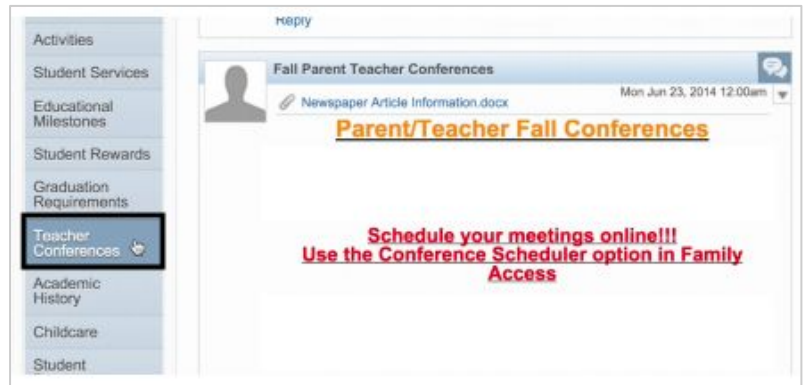 Reply
Activities
Student Services
Educational
Milestones
Student Rewards
Graduation
Requirements
Teacher
Conferences
Academic
History
Childcare
Student
Fall Parent Teacher Conferences
Newspaper Article Information.docx
Mon Jun 23, 2014 12:00am
Parent/Teacher Fall Conferences
Schedule your meetings online!!!
Use the Conference Scheduler option in Family
Access